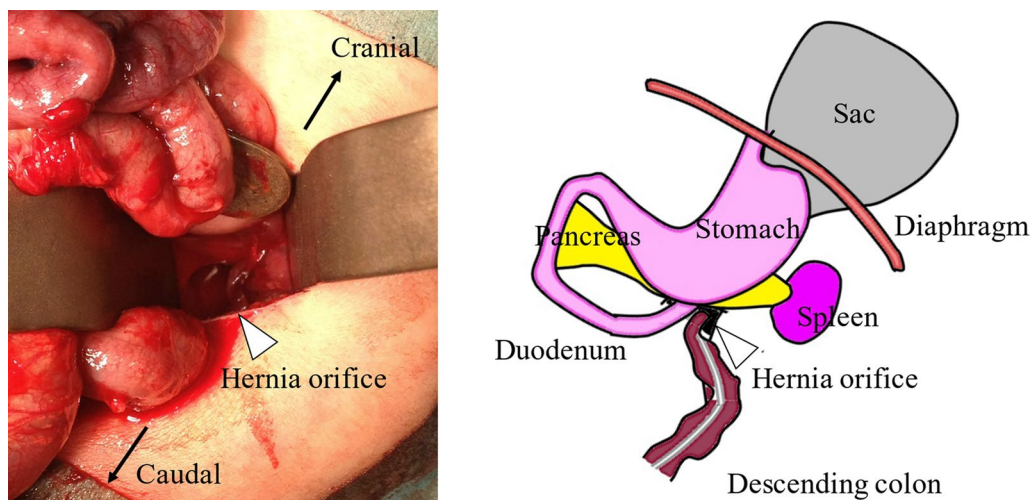 Cranial
Hernia orifice
Caudal
Sac
Diaphragm
Stomach
Pancreas
Spleen
Duodenum
Hernia orifice
Descending colon